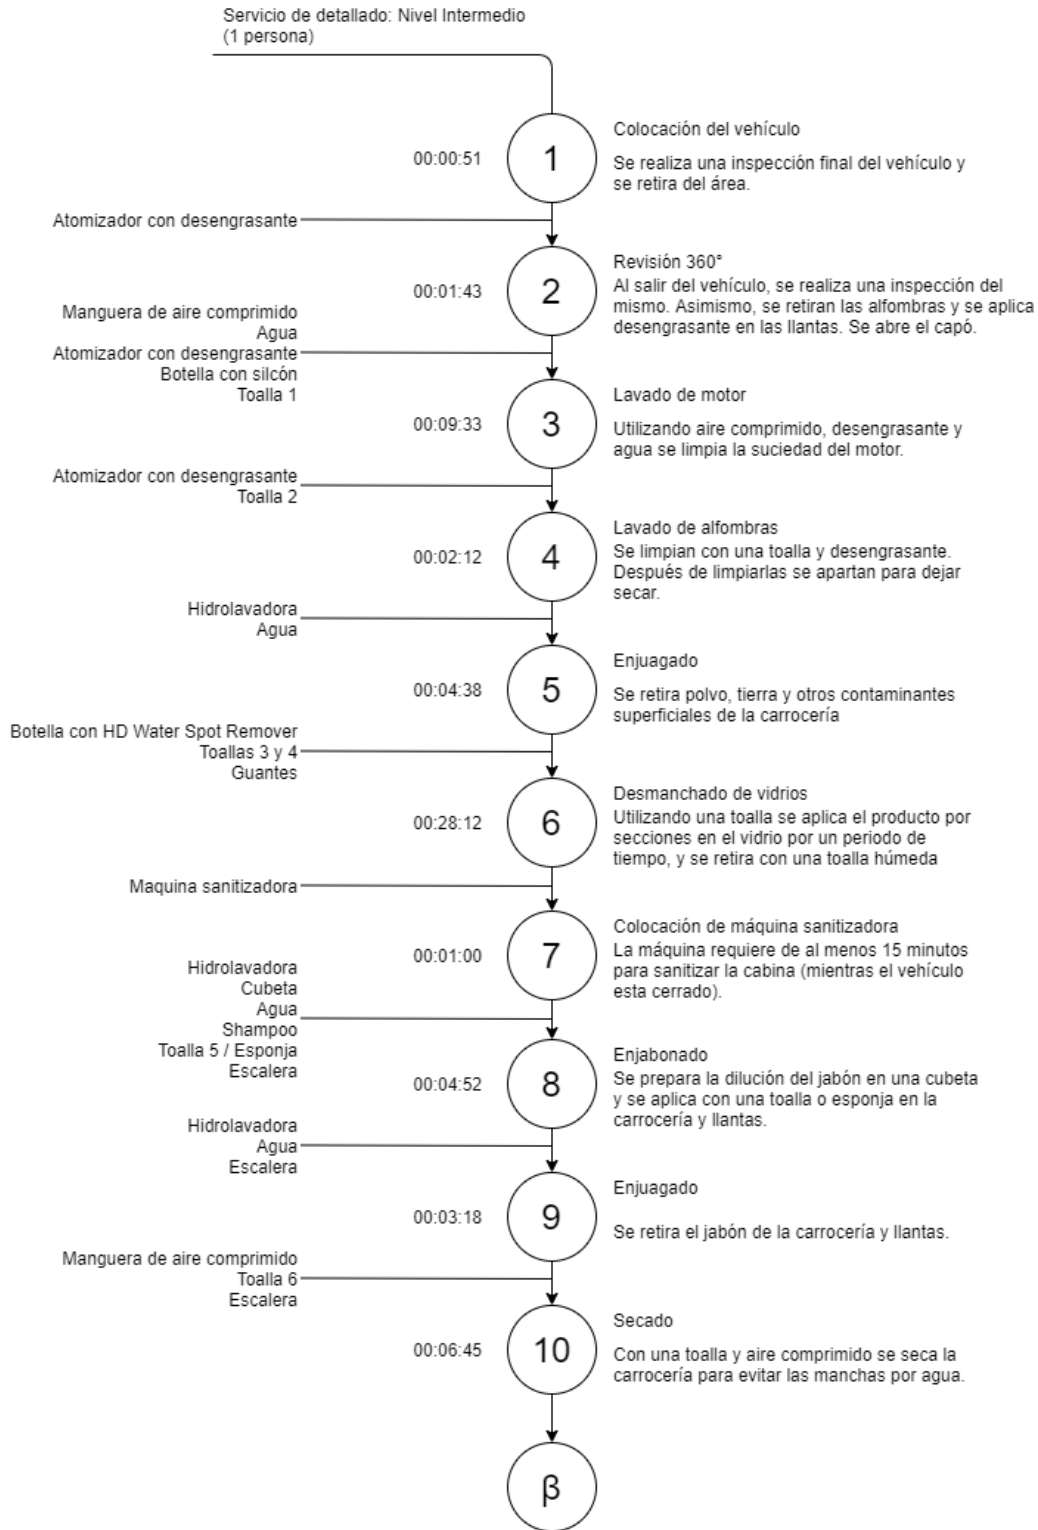 Servicio de detallado: Nivel Intermedio
(1 persona)
00:00:51
1
Colocación del vehículo
Se realiza una inspección final del vehículo y
se retira del área.
Atomizador con desengrasante
00:01:43
2
Revisión 360°
Al salir del vehículo, se realiza una inspección del
mismo. Asimismo, se retiran las alfombras y se aplica
desengrasante en las llantas. Se abre el capó.
Manguera de aire comprimido
Agua
Atomizador con desengrasante
Botella con silcón
Toalla 1
00:09:33
3
Lavado de motor
Utilizando aire comprimido, desengrasante y
agua se limpia la suciedad del motor.
Atomizador con desengrasante
Toalla 2
00:02:12
4
Lavado de alfombras
Se limpian con una toalla y desengrasante.
Después de limpiarlas se apartan para dejar
secar.
Hidrolavadora
Agua
00:04:38
5
Enjuagado
Se retira polvo, tierra y otros contaminantes
superficiales de la carrocería
Botella con HD Water Spot Remover
Toallas 3 y 4
Guantes
00:28:12
6
Desmanchado de vidrios
Utilizando una toalla se aplica el producto por
secciones en el vidrio por un periodo de
tiempo, y se retira con una toalla húmeda
Maquina sanitizadora
00:01:00
7
Colocación de máquina sanitizadora
La máquina requiere de al menos 15 minutos
para sanitizar la cabina (mientras el vehículo
esta cerrado).
Hidrolavadora
Cubeta
Agua
Shampoo
Toalla 5 / Esponja
Escalera
00:04:52
8
Enjabonado
Se prepara la dilución del jabón en una cubeta
y se aplica con una toalla o esponja en la
carrocería y llantas.
Hidrolavadora
Agua
Escalera
00:03:18
9
Enjuagado
Se retira el jabón de la carrocería y llantas.
Manguera de aire comprimido
Toalla 6
Escalera
00:06:45
10
Secado
Con una toalla y aire comprimido se seca la
carrocería para evitar las manchas por agua.
β